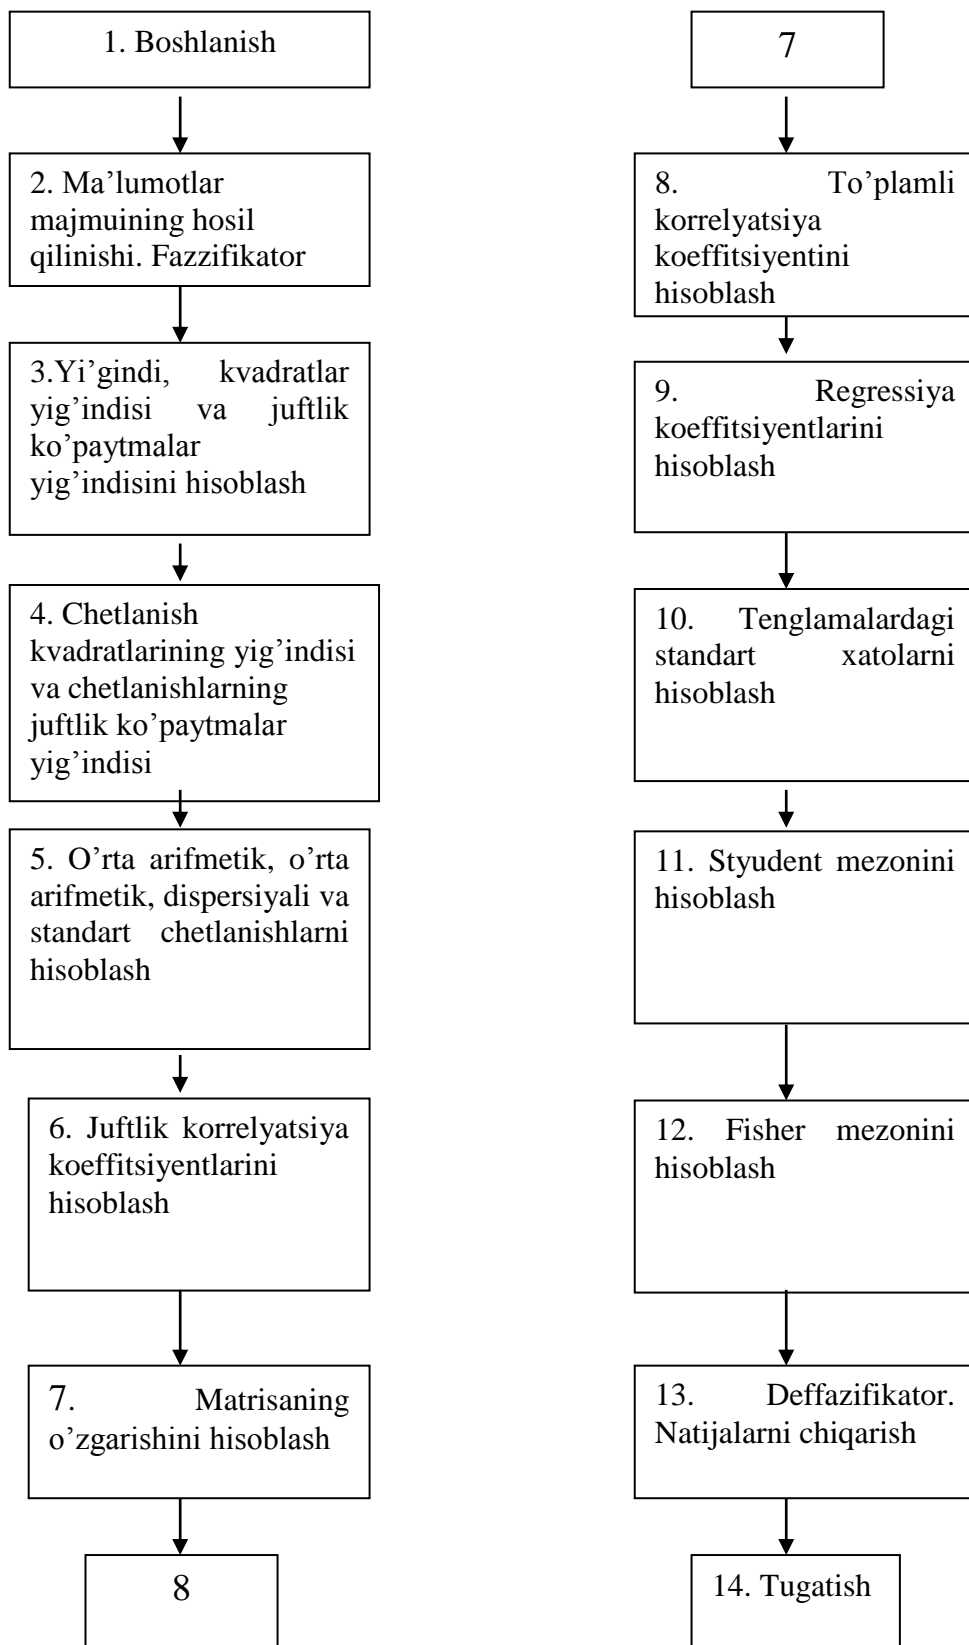 1. Boshlanish
2. Ma’lumotlar
majmuining hosil
qilinishi. Fazzifikator
3.Yi’gindi, kvadratlar
yig’indisi va juftlik
ko’paytmalar
yig’indisini hisoblash
4. Chetlanish
kvadratlarining yig’indisi
va chetlanishlarning
juftlik ko’paytmalar
yig’indisi
5. O’rta arifmetik, o’rta
arifmetik, dispersiyali va
standart chetlanishlarni
hisoblash
6. Juftlik korrelyatsiya
koeffitsiyentlarini
hisoblash
7. Matrisaning
o’zgarishini hisoblash
8
7
8. To’plamli
korrelyatsiya
koeffitsiyentini
hisoblash
9. Regressiya
koeffitsiyentlarini
hisoblash
10. Tenglamalardagi
standart xatolarni
hisoblash
11. Styudent mezonini
hisoblash
12. Fisher mezonini
hisoblash
13. Deffazifikator.
Natijalarni chiqarish
14. Tugatish